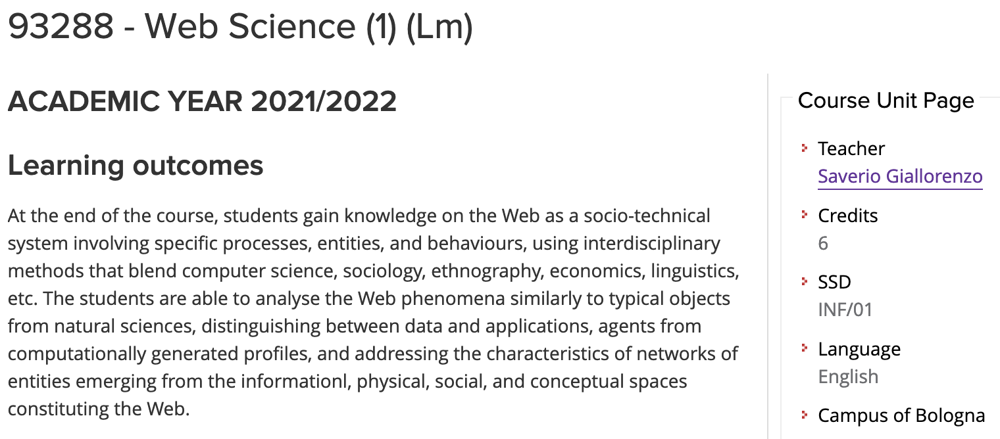 93288 - Web Science (1) (Lm)
ACADEMIC YEAR 2021/2022
Learning outcomes
At the end of the course, students gain knowledge on the Web as a socio-technical
system involving specific processes, entities, and behaviours, using interdisciplinary
methods that blend computer science, sociology, ethnography, economics, linguistics,
etc. The students are able to analyse the Web phenomena similarly to typical objects
from natural sciences, distinguishing between data and applications, agents from
computationally generated profiles, and addressing the characteristics of networks of
entities emerging from the informationl, physical, social, and conceptual spaces
constituting the Web.
Course Unit Page
Teacher
Saverio Giallorenzo
Credits
6
SSD
INF/01
Language
English
Campus of Bologna